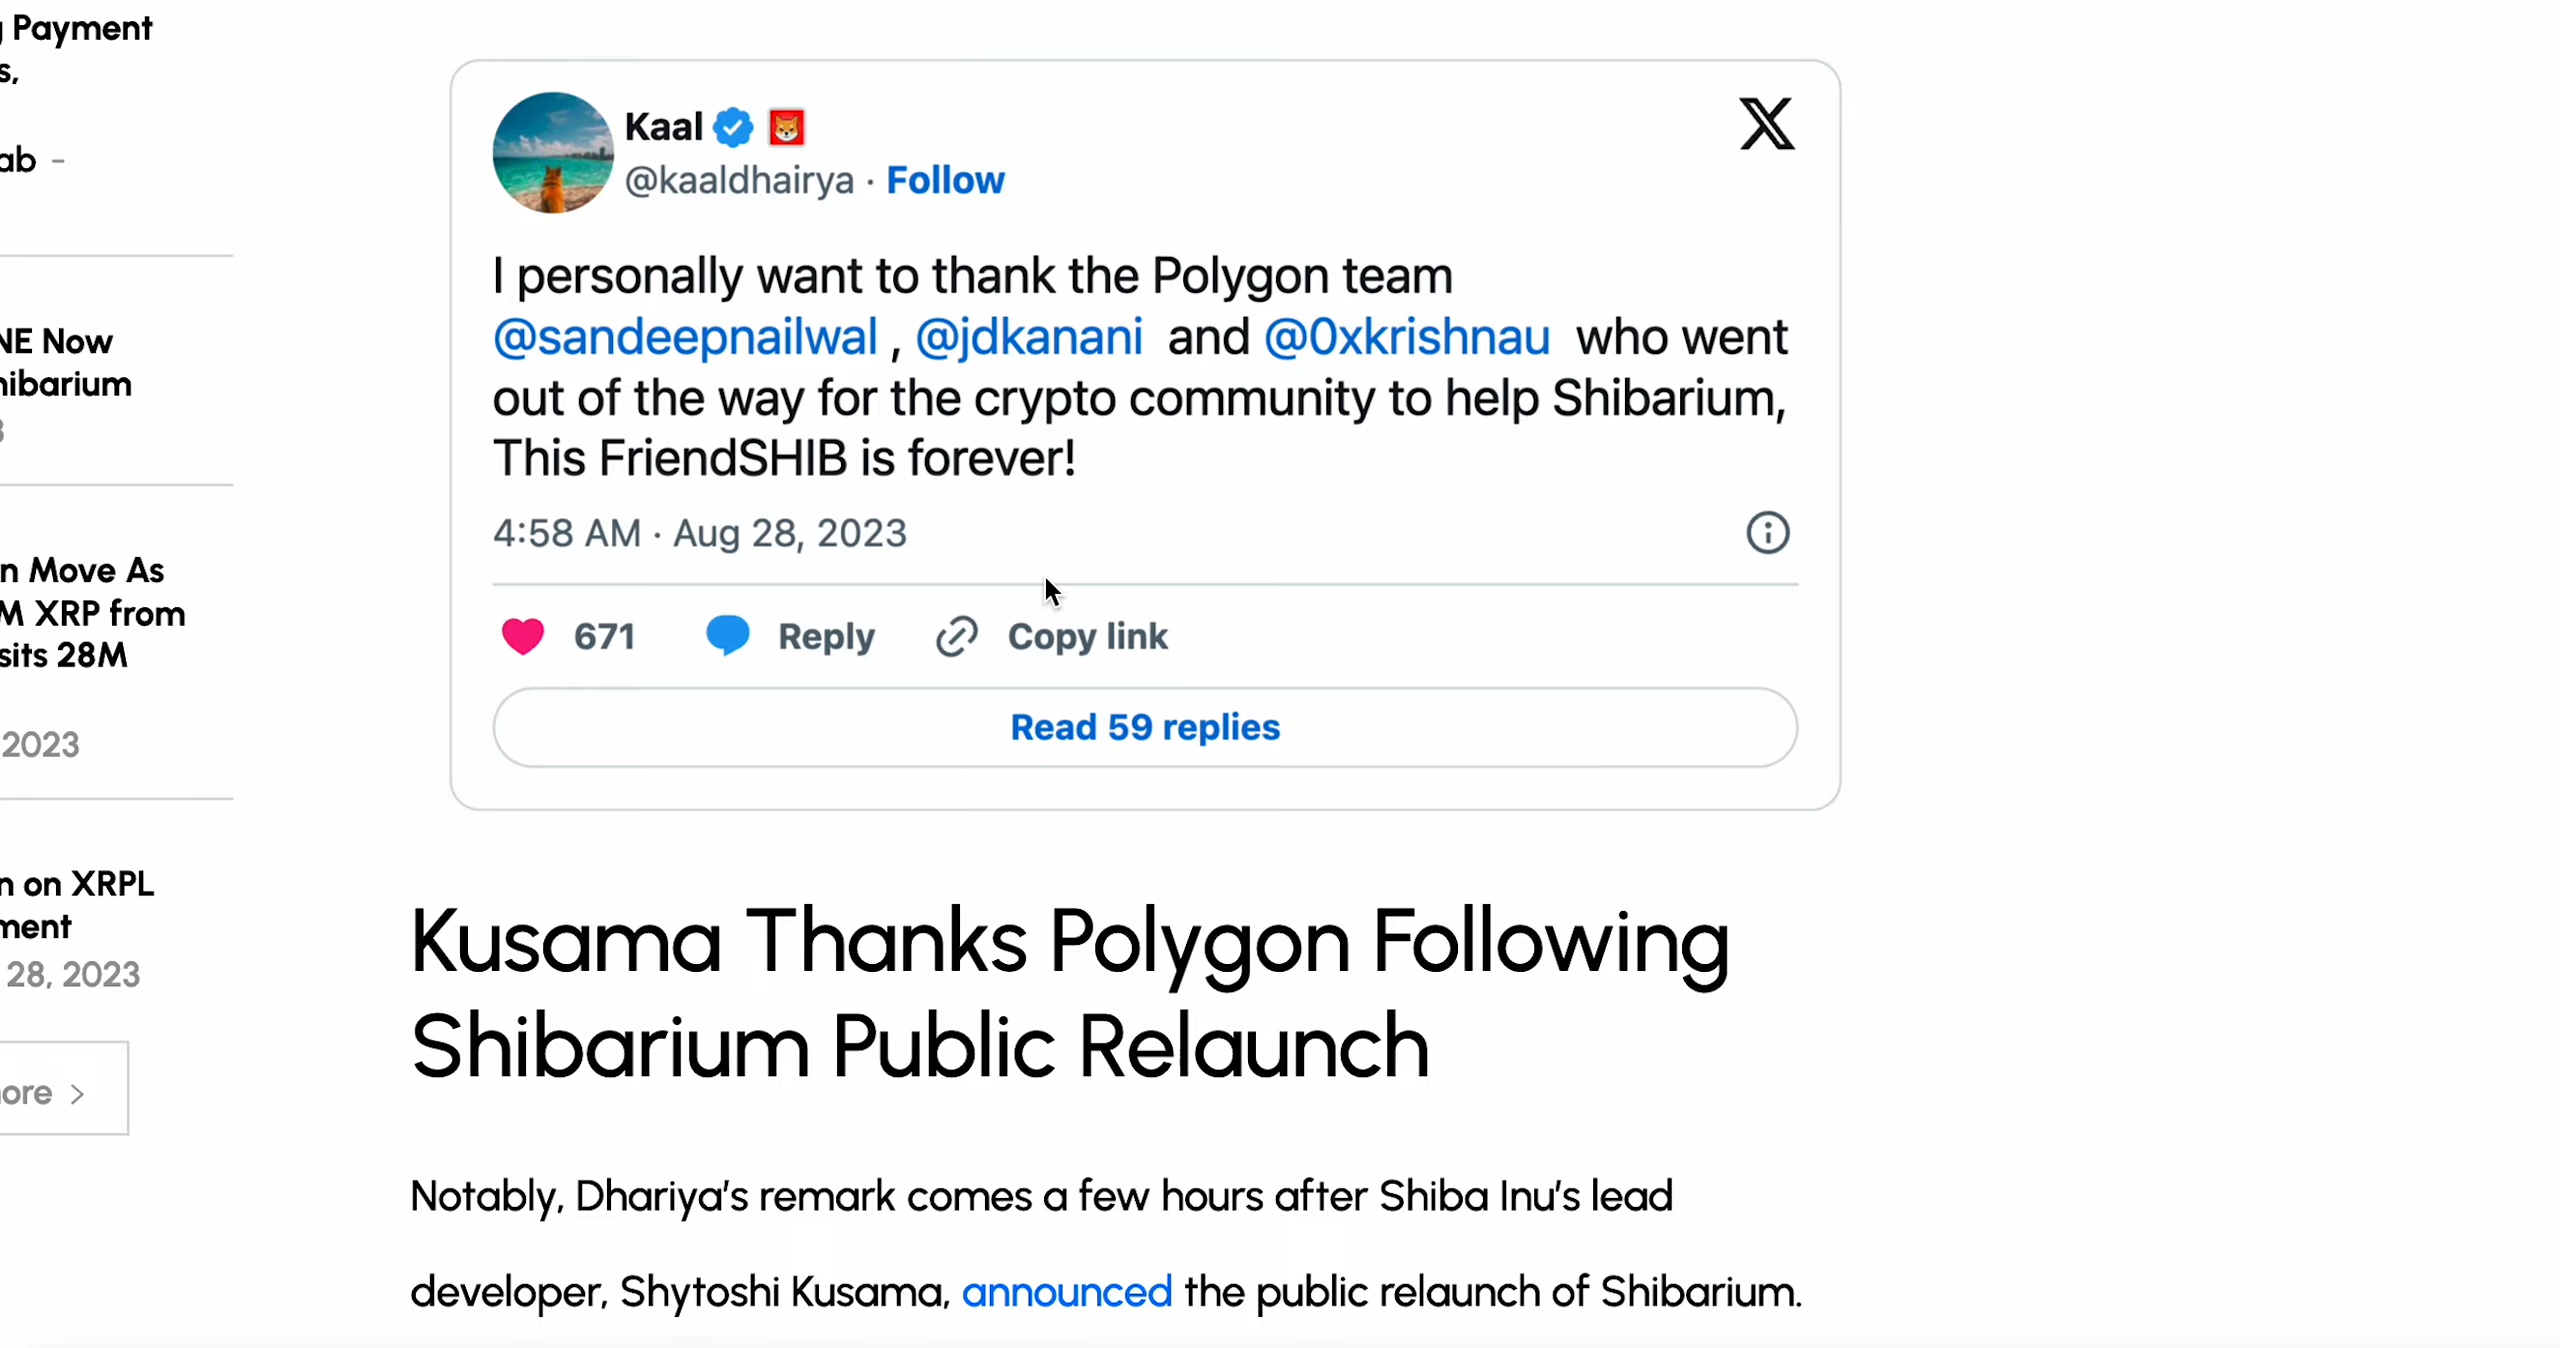 Payment
s,
ab -
NE Now
hibarium
n Move As
M XRP from
sits 28M
2023
n on XRPL
ment
28, 2023
ore >
Kaal
@kaaldhairya · Follow
I personally want to thank the Polygon team
@sandeepnailwal , @jdkanani and @0xkrishnau who went
out of the way for the crypto community to help Shibarium,
This FriendSHIB is forever!
4:58 AM · Aug 28, 2023
671 Reply Copy link
Read 59 replies
Kusama Thanks Polygon Following
Shibarium Public Relaunch
Notably, Dhariya's remark comes a few hours after Shiba Inu's lead
developer, Shytoshi Kusama, announced the public relaunch of Shibarium.